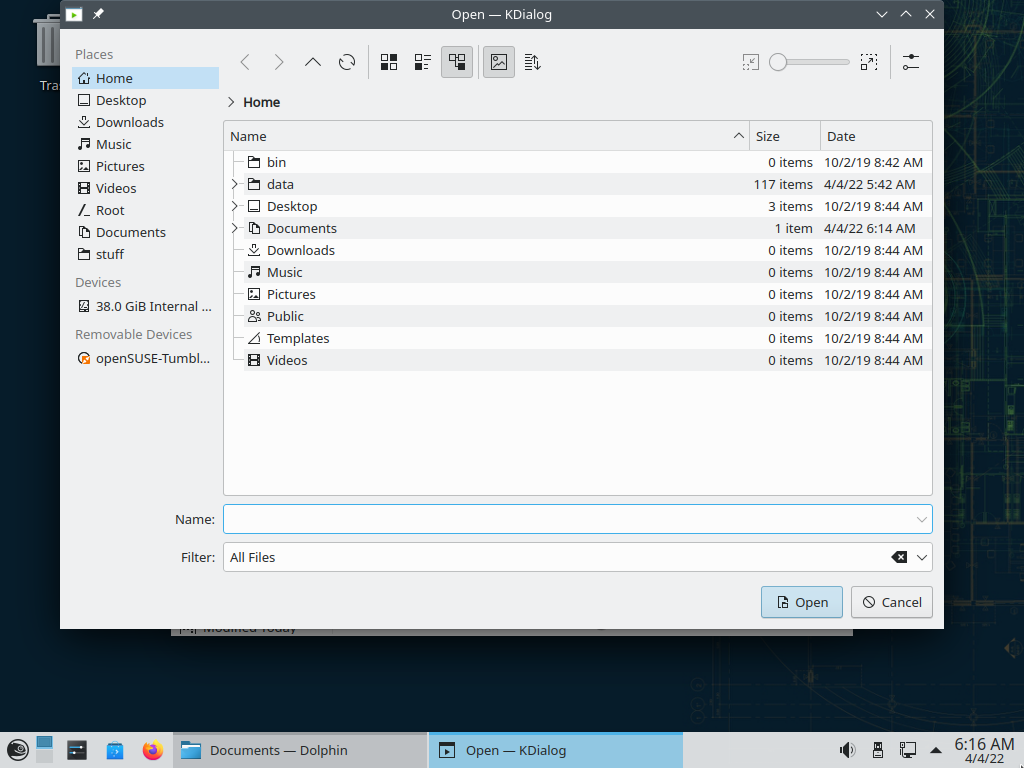 Open — KDialog
Places
Home
Desktop
Downloads
Music
Pictures
Videos
Root
Documents
stuff
Devices
38.0 GiB Internal ...
Removable Devices
openSUSE-Tumbl...
Home
Name Size Date
bin 0 items 10/2/19 8:42 AM
data 117 items 4/4/22 5:42 AM
Desktop 3 items 10/2/19 8:44 AM
Documents 1 item 4/4/22 6:14 AM
Downloads 0 items 10/2/19 8:44 AM
Music 0 items 10/2/19 8:44 AM
Pictures 0 items 10/2/19 8:44 AM
Public 0 items 10/2/19 8:44 AM
Templates 0 items 10/2/19 8:44 AM
Videos 0 items 10/2/19 8:44 AM
Name:
Filter: All Files
Open Cancel
Modified Today
Tra
Documents — Dolphin
Open — KDialog
6:16 AM
4/4/22